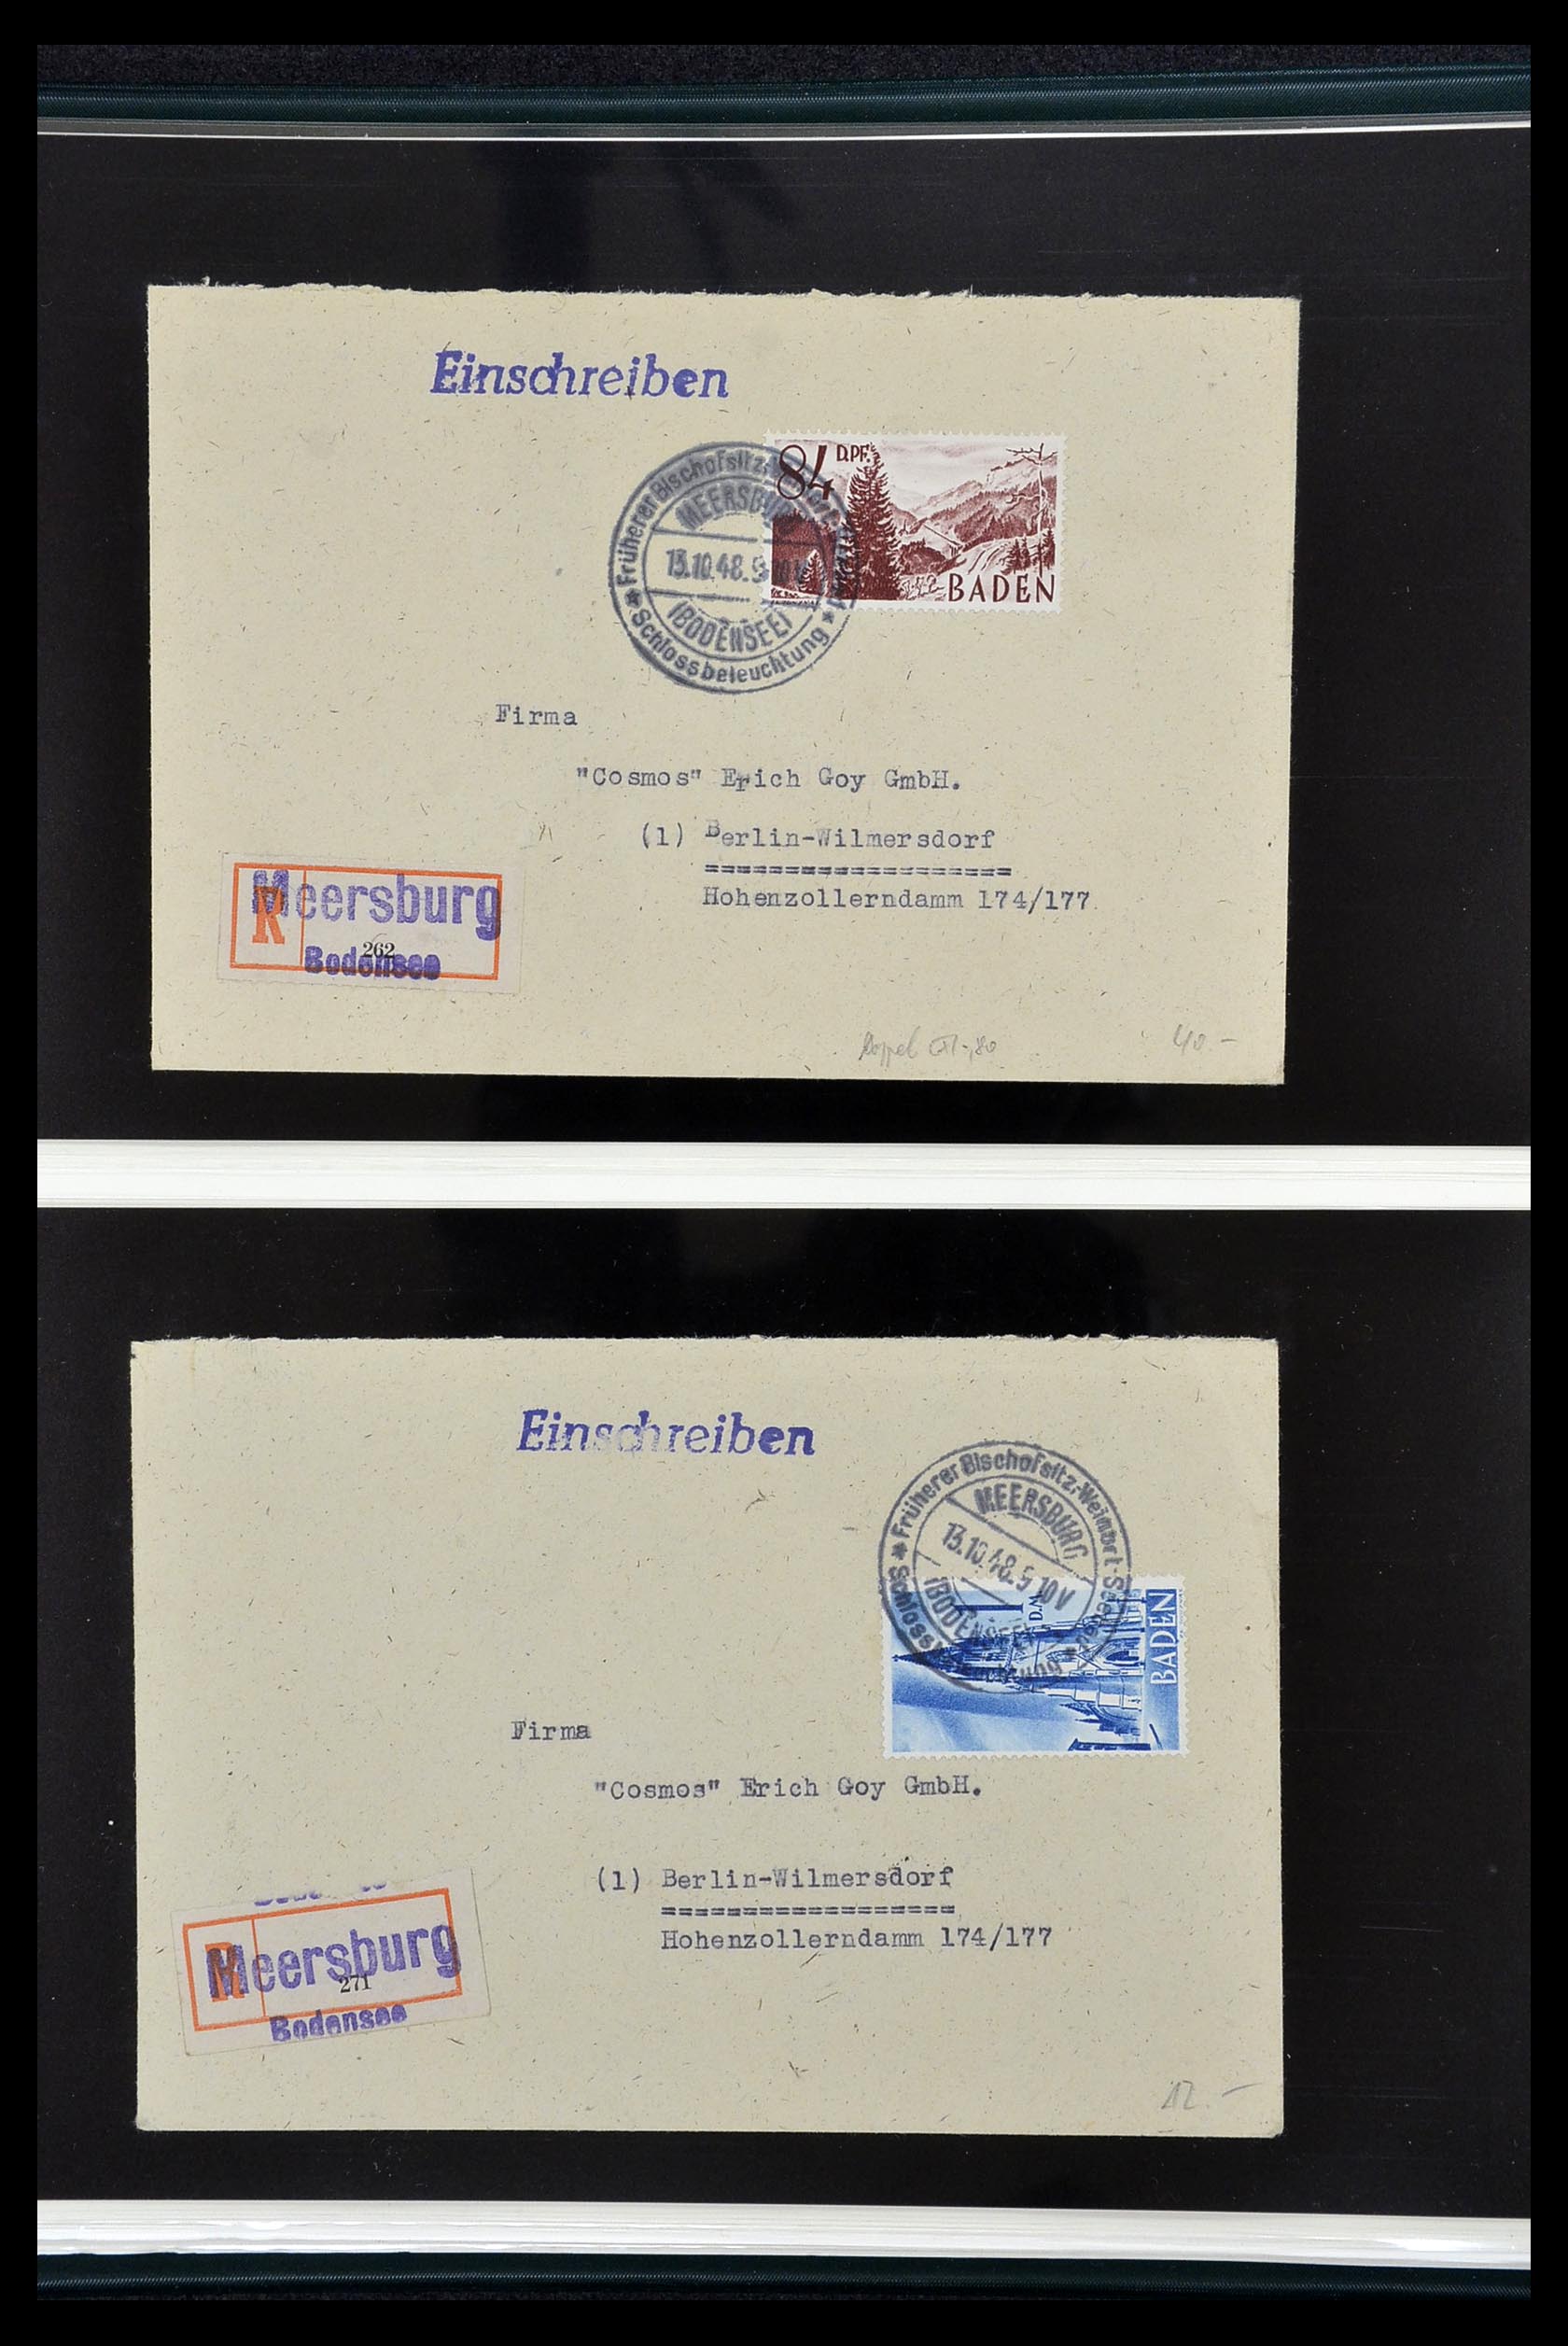 Einschreiben
84 D.PF.
BADEN
Früherer Bischofsitz
MEERSBURG
13.10.48.
(BODENSEE)
Schlossbeleuchtung
Firma
"Cosmos" Erich Goy GmbH.
(1) Berlin-Wilmersdorf
===================
Hohenzollerndamm 174/177
R
Meersburg
262
Bodensee
40.-
Einschreiben
Früherer Bischofsitz-Weinort
MEERSBURG
13.10.48.9 10V
(BODENSEE)
D.M.
BADEN
Firma
"Cosmos" Erich Goy GmbH.
(1) Berlin-Wilmersdorf
==================
Hohenzollerndamm 174/177
R
Meersburg
271
Bodensee
12.-